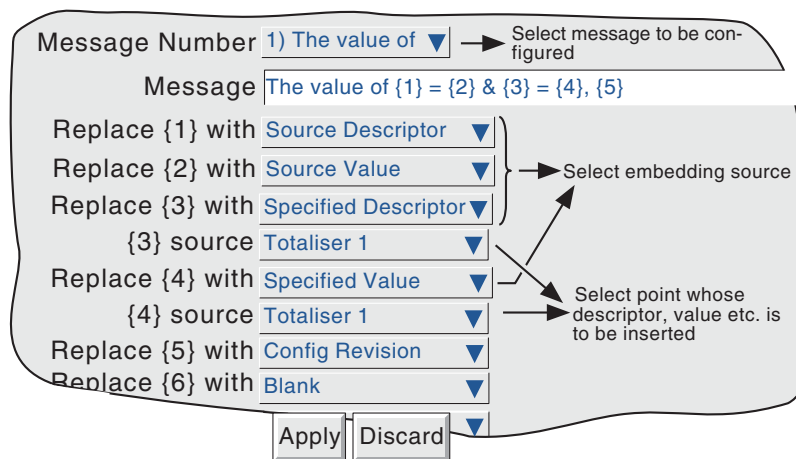 Message Number 1) The value of
Select message to be con-
figured
Message The value of {1} = {2} & {3} = {4}, {5}
Replace {1} with Source Descriptor
Replace {2} with Source Value
Select embedding source
Replace {3} with Specified Descriptor
{3} source Totaliser 1
Replace {4} with Specified Value
Select point whose
descriptor, value etc. is
to be inserted
{4} source Totaliser 1
Replace {5} with Config Revision
Replace {6} with Blank
Apply Discard